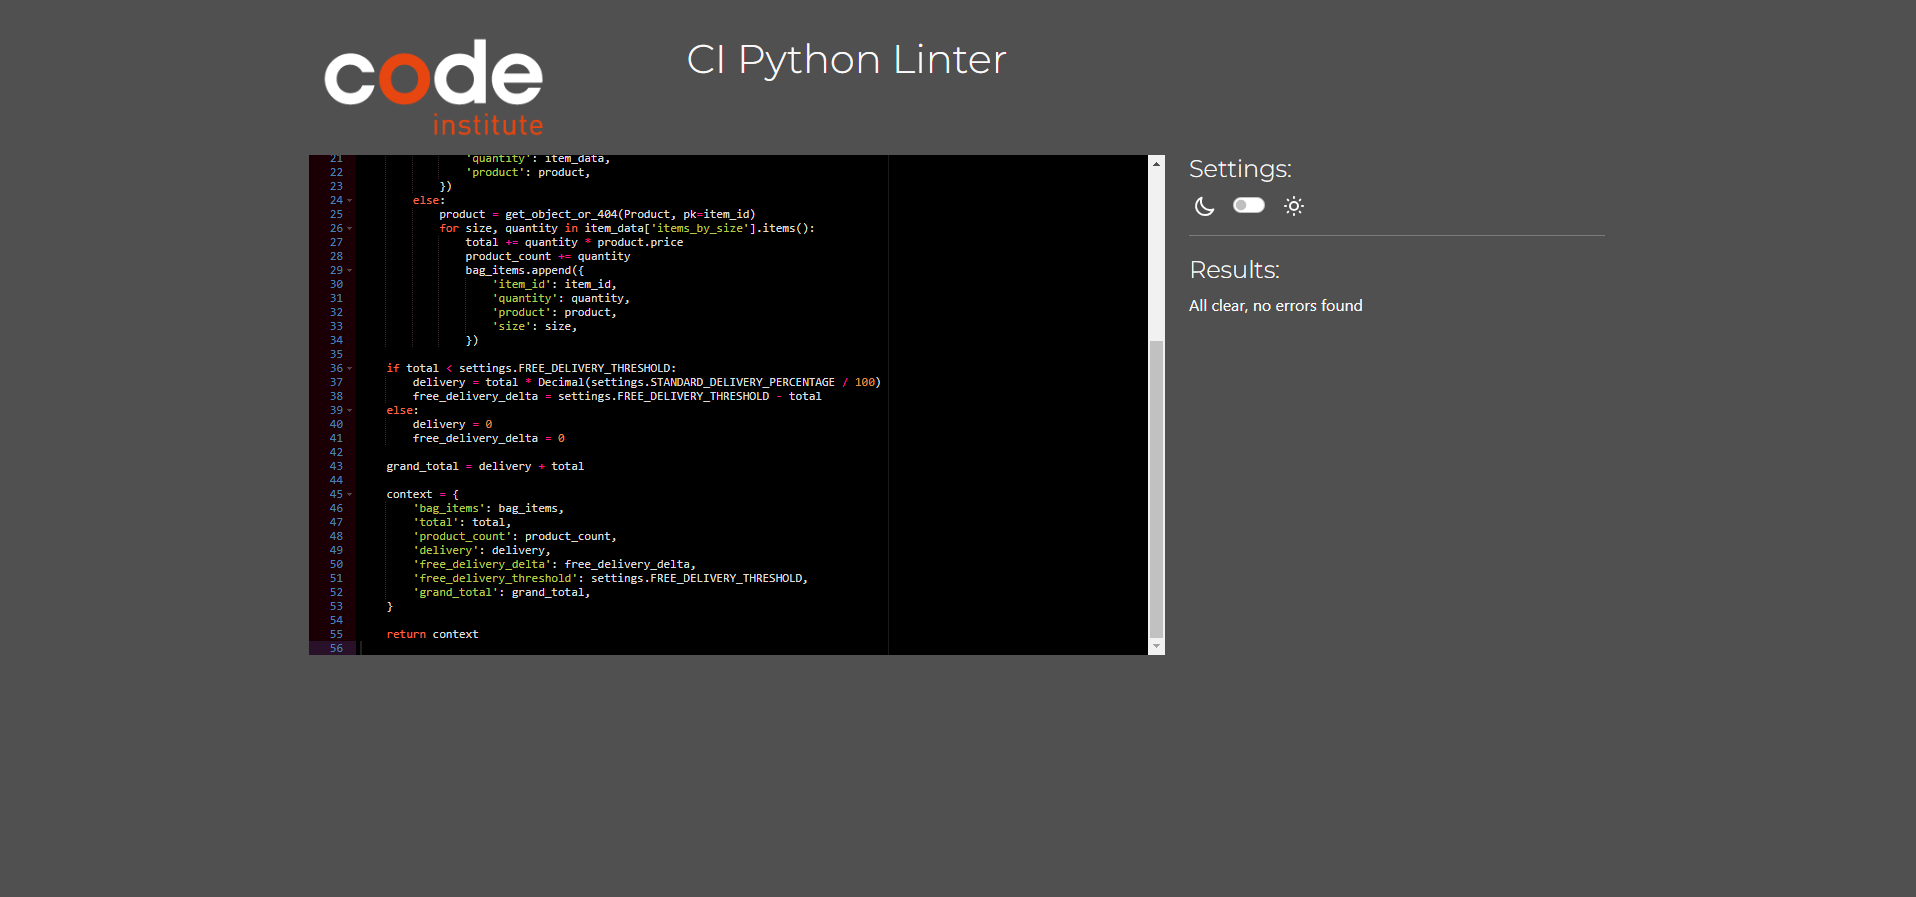 code
institute
CI Python Linter
21 'quantity': item_data,
22 'product': product,
23 })
24 else:
25 product = get_object_or_404(Product, pk=item_id)
26 for size, quantity in item_data['items_by_size'].items():
27 total += quantity * product.price
28 product_count += quantity
29 bag_items.append({
30 'item_id': item_id,
31 'quantity': quantity,
32 'product': product,
33 'size': size,
34 })
35
36 if total < settings.FREE_DELIVERY_THRESHOLD:
37 delivery = total * Decimal(settings.STANDARD_DELIVERY_PERCENTAGE / 100)
38 free_delivery_delta = settings.FREE_DELIVERY_THRESHOLD - total
39 else:
40 delivery = 0
41 free_delivery_delta = 0
42
43 grand_total = delivery + total
44
45 context = {
46 'bag_items': bag_items,
47 'total': total,
48 'product_count': product_count,
49 'delivery': delivery,
50 'free_delivery_delta': free_delivery_delta,
51 'free_delivery_threshold': settings.FREE_DELIVERY_THRESHOLD,
52 'grand_total': grand_total,
53 }
54
55 return context
56
Settings:
Results:
All clear, no errors found